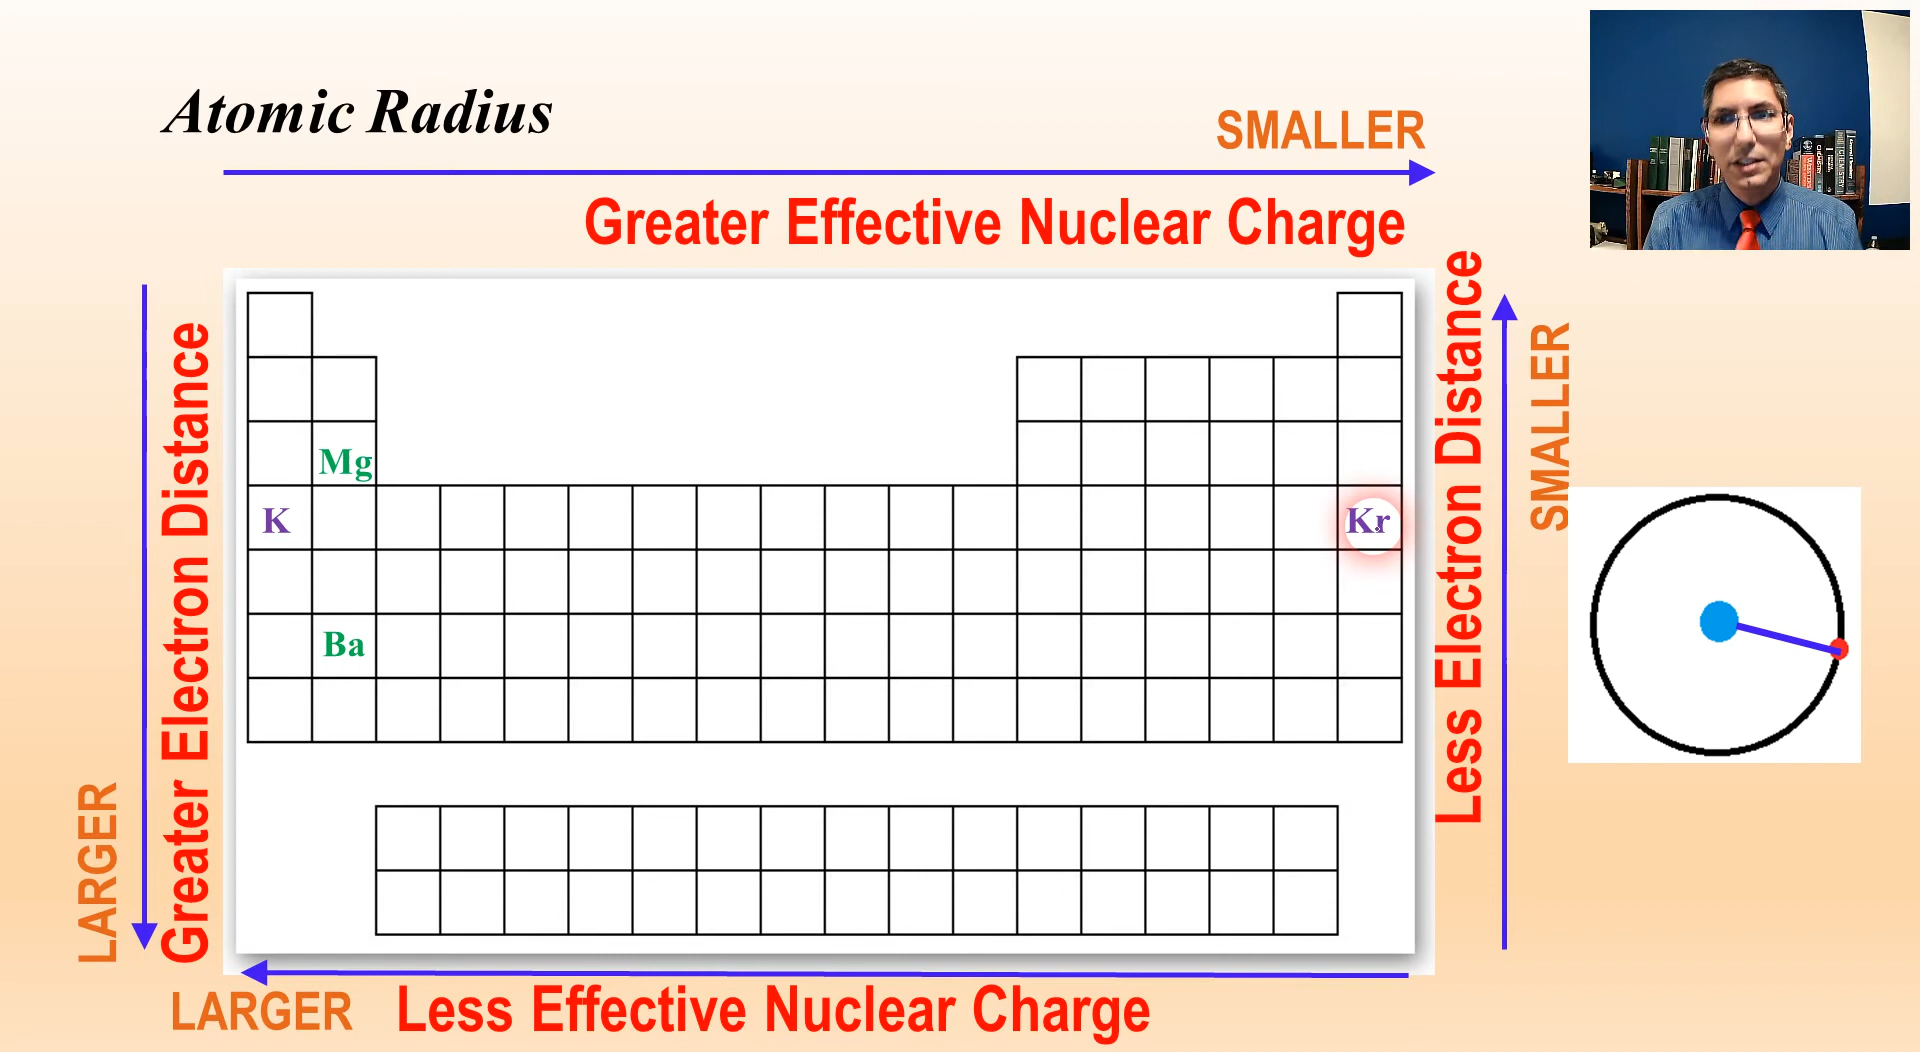 Atomic Radius
SMALLER
Greater Effective Nuclear Charge
Greater Electron Distance
LARGER
Mg
K
Kr
Ba
Less Electron Distance
SMALLER
LARGER
Less Effective Nuclear Charge
CHEMISTRY